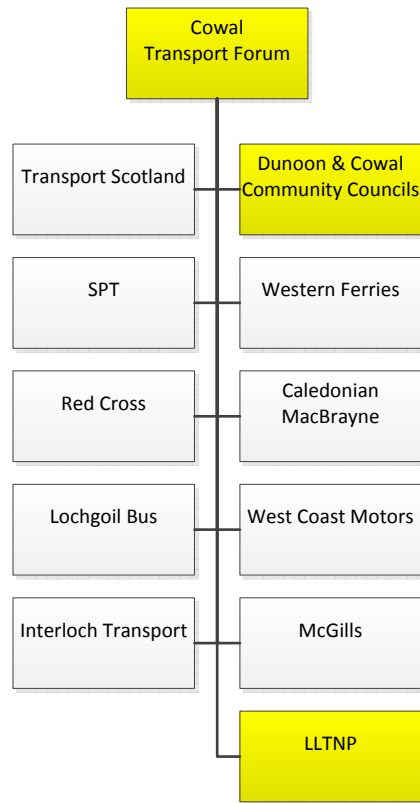 Cowal
Transport Forum
Transport Scotland
Dunoon & Cowal
Community Councils
SPT
Western Ferries
Red Cross
Caledonian
MacBrayne
Lochgoil Bus
West Coast Motors
Interloch Transport
McGills
LLTNP